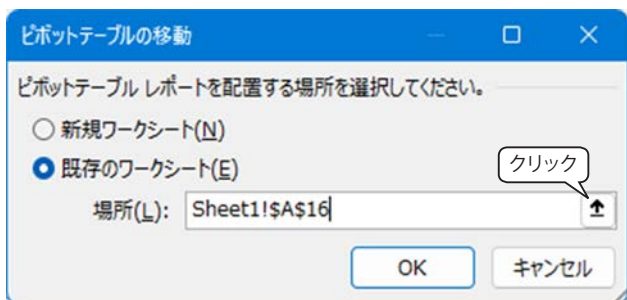 ピボットテーブルの移動
ピボットテーブル レポートを配置する場所を選択してください。
新規ワークシート(N)
既存のワークシート(E)
クリック
場所(L): Sheet1!$A$16
OK キャンセル